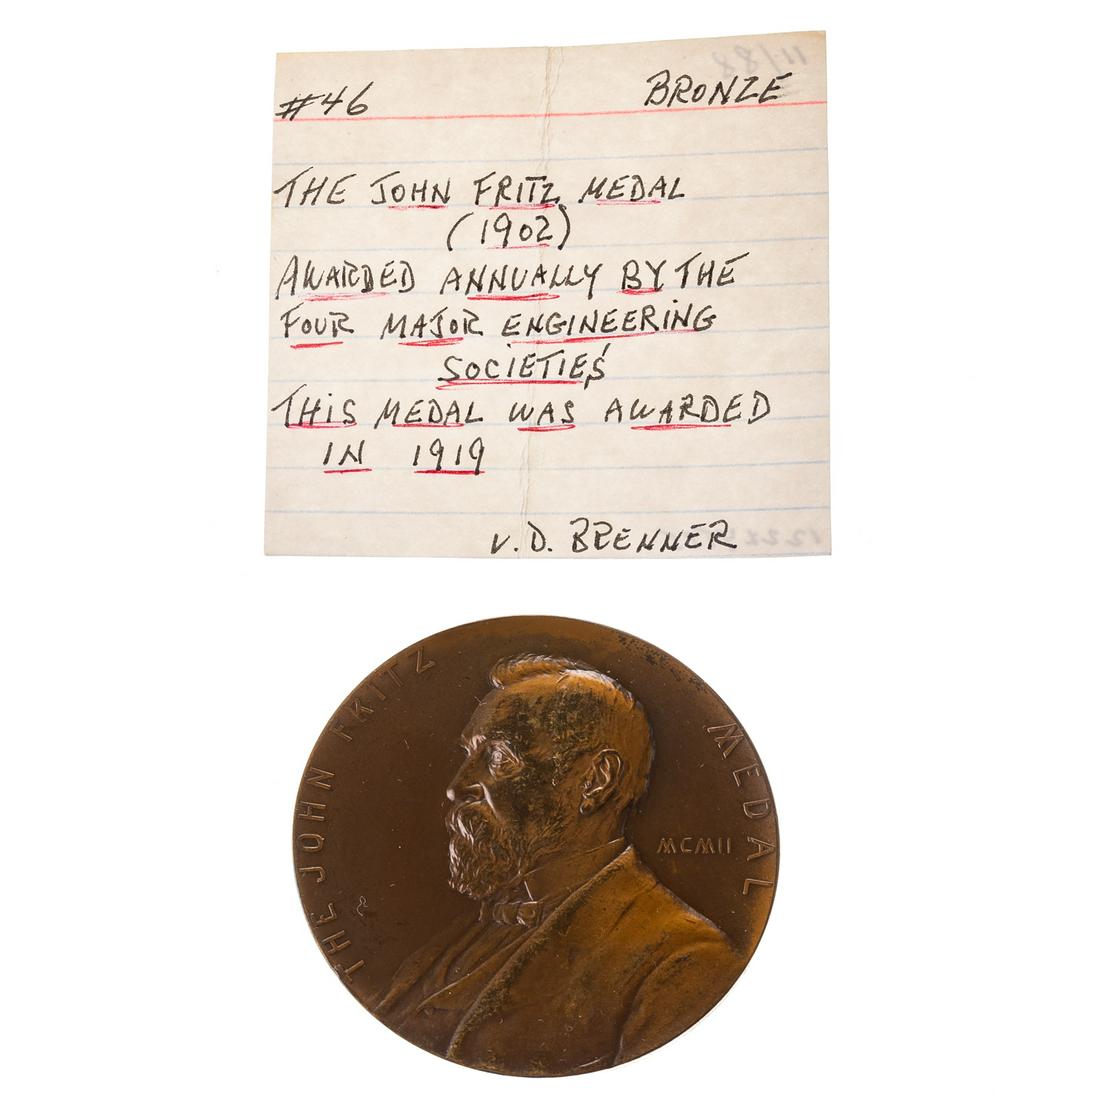 #46 BRONZE
THE JOHN FRITZ MEDAL
(1902)
AWARDED ANNUALLY BY THE
FOUR MAJOR ENGINEERING
SOCIETIES
THIS MEDAL WAS AWARDED
IN 1919
V. D. BRENNER
THE JOHN FRITZ MEDAL
MCMII